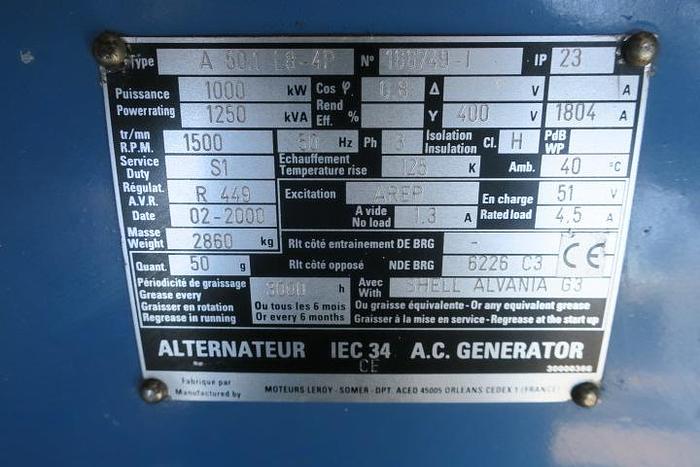 Type A 50. L8-4P N° 168749-1 IP 23
Puissance 1000 kW Cos φ. 0.8 Δ V A
Power rating 1250 kVA Rend Eff. % Y 400 V 1804 A
tr/mn R.P.M. 1500 50 Hz Ph 3 Isolation Insulation Cl. H PdB WP
Service Duty S1 Echauffement Temperature rise 125 K Amb. 40 °C
Régulat. A.V.R. R 449 Excitation AREP En charge Rated load 51 V
Date 02-2000 A vide No load 1.3 A 4.5 A
Masse Weight 2860 kg Rlt côté entrainement DE BRG -
Quant. 50 g Rlt côté opposé NDE BRG 6226 C3 CE
Périodicité de graissage Grease every 3000 h Avec With SHELL ALVANIA G3
Graisser en rotation Ou tous les 6 mois Ou graisse équivalente - Or any equivalent grease
Regrease in running Or every 6 months Graisser à la mise en service - Regrease at the start up
ALTERNATEUR IEC 34 A.C. GENERATOR
CE 30000300
Fabriqué par
Manufactured by MOTEURS LEROY - SOMER - DPT. ACEO 45005 ORLEANS CEDEX 1 (FRANCE)